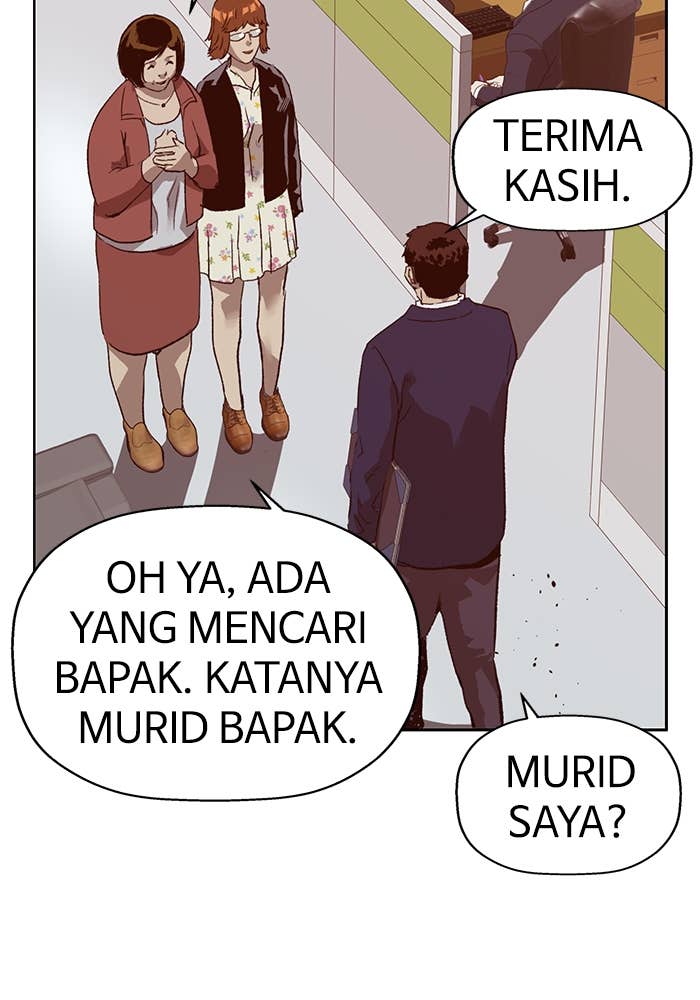 TERIMA
KASIH.
OH YA, ADA
YANG MENCARI
BAPAK. KATANYA
MURID BAPAK.
MURID
SAYA?